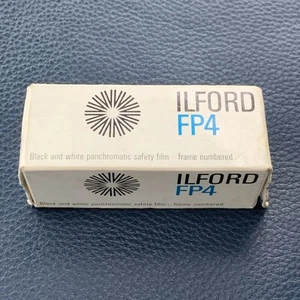 ILFORD
FP4
Black and white panchromatic safety film – frame numbered
ILFORD
FP4
Black and white panchromatic safety film – frame numbered